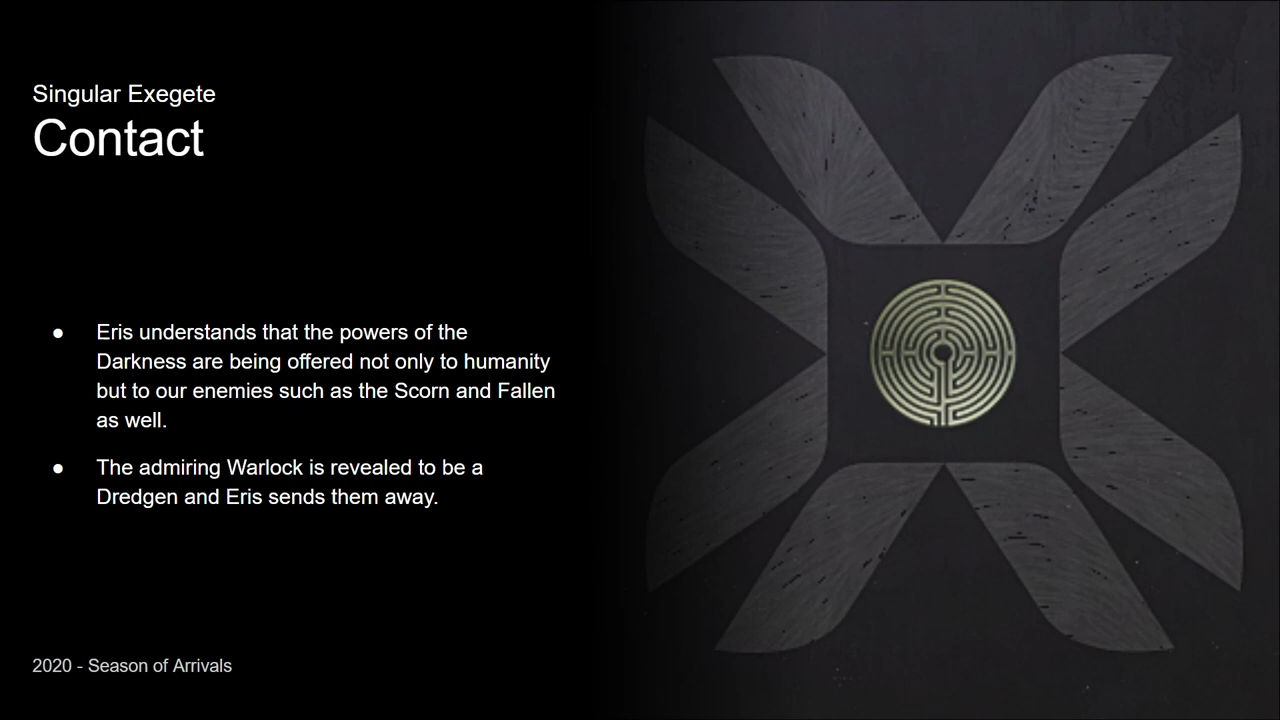 Singular Exegete
Contact
● Eris understands that the powers of the
Darkness are being offered not only to humanity
but to our enemies such as the Scorn and Fallen
as well.
● The admiring Warlock is revealed to be a
Dredgen and Eris sends them away.
2020 - Season of Arrivals